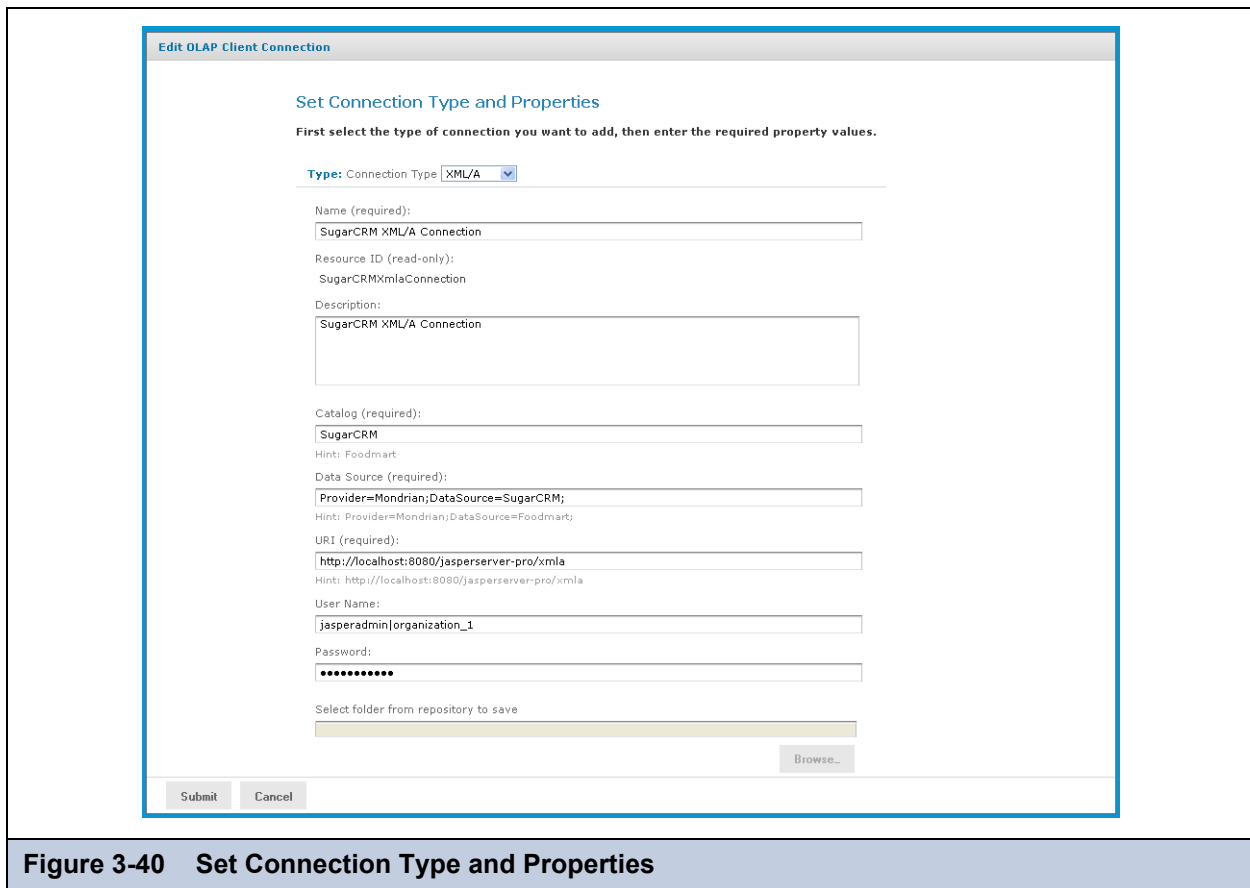 Edit OLAP Client Connection
Set Connection Type and Properties
First select the type of connection you want to add, then enter the required property values.
Type: Connection Type XML/A
Name (required):
SugarCRM XML/A Connection
Resource ID (read-only):
SugarCRMXmlaConnection
Description:
SugarCRM XML/A Connection
Catalog (required):
SugarCRM
Hint: Foodmart
Data Source (required):
Provider=Mondrian;DataSource=SugarCRM;
Hint: Provider=Mondrian;DataSource=Foodmart;
URI (required):
http://localhost:8080/jasperserver-pro/xmla
Hint: http://localhost:8080/jasperserver-pro/xmla
User Name:
jasperadmin|organization_1
Password:
•••••••••••
Select folder from repository to save
Browse...
Submit Cancel
Figure 3-40 Set Connection Type and Properties